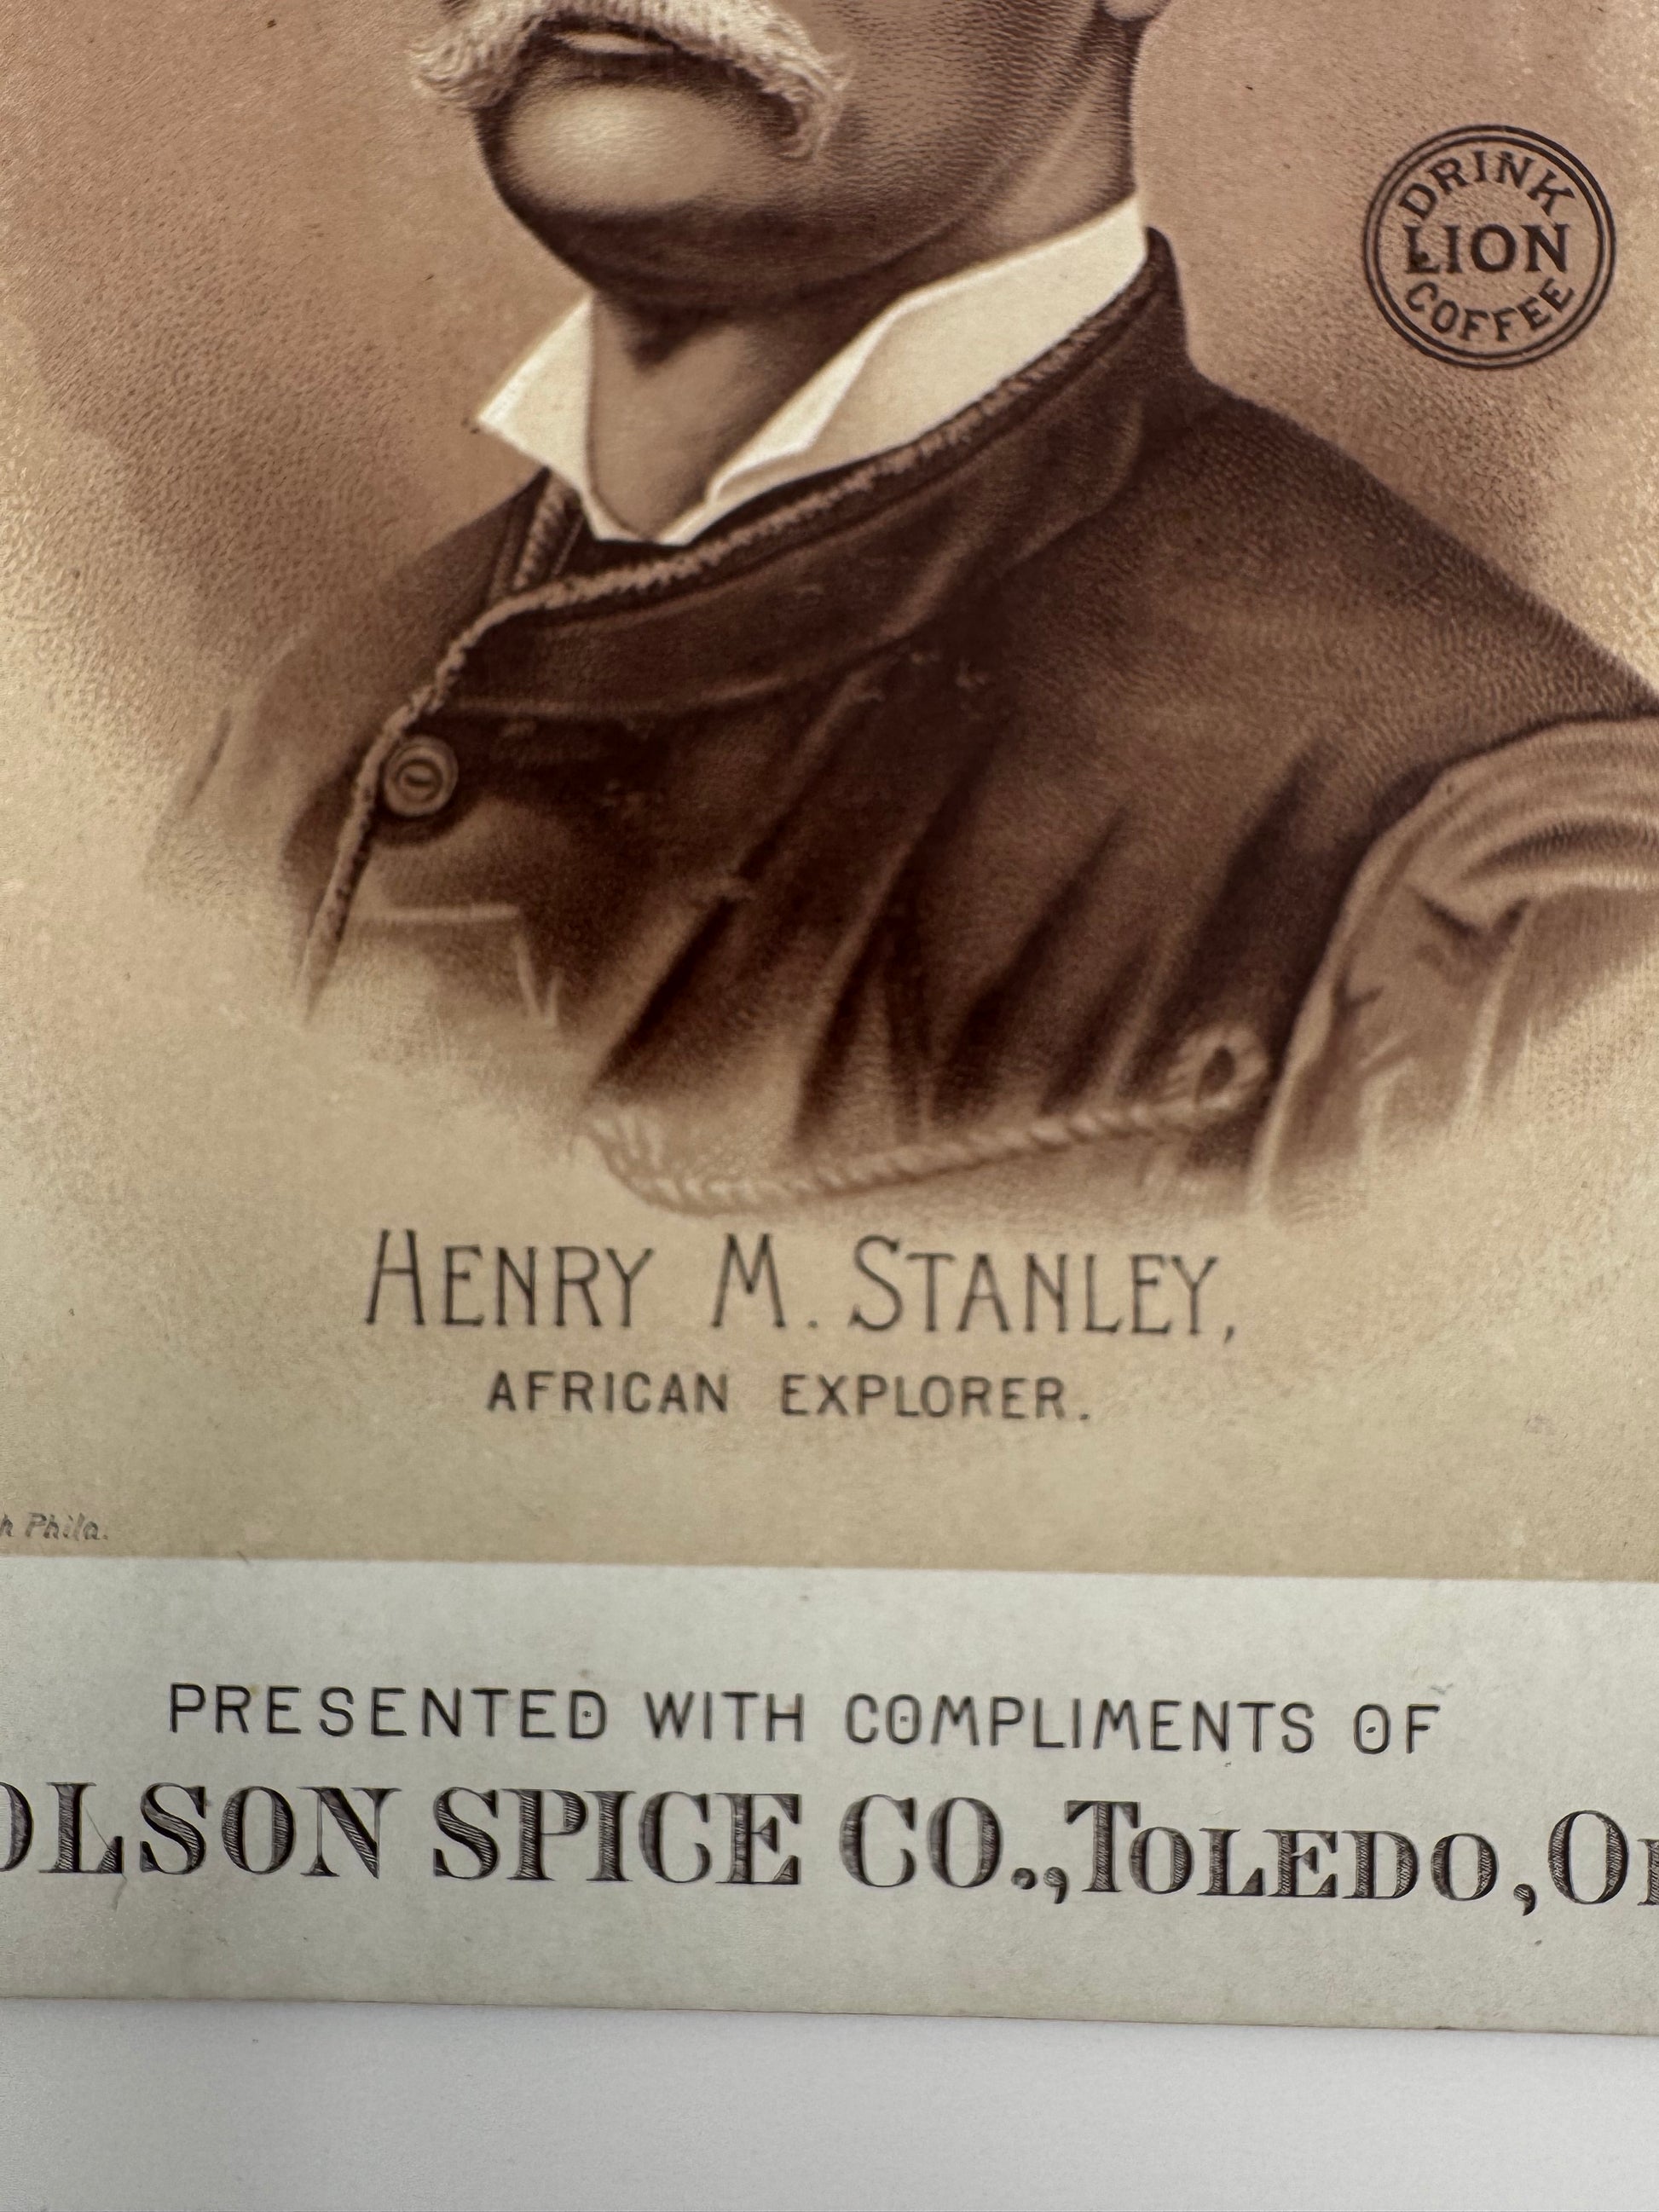 DRINK
LION
COFFEE
HENRY M. STANLEY,
AFRICAN EXPLORER.
h Phila.
PRESENTED WITH COMPLIMENTS OF
OLSON SPICE CO., TOLEDO, O